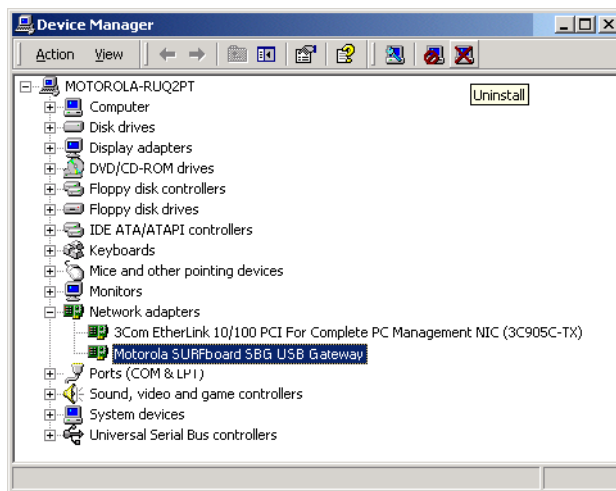 Device Manager
Action View
MOTOROLA-RUQ2PT
Uninstall
Computer
Disk drives
Display adapters
DVD/CD-ROM drives
Floppy disk controllers
Floppy disk drives
IDE ATA/ATAPI controllers
Keyboards
Mice and other pointing devices
Monitors
Network adapters
3Com EtherLink 10/100 PCI For Complete PC Management NIC (3C905C-TX)
Motorola SURFboard SBG USB Gateway
Ports (COM & LPT)
Sound, video and game controllers
System devices
Universal Serial Bus controllers